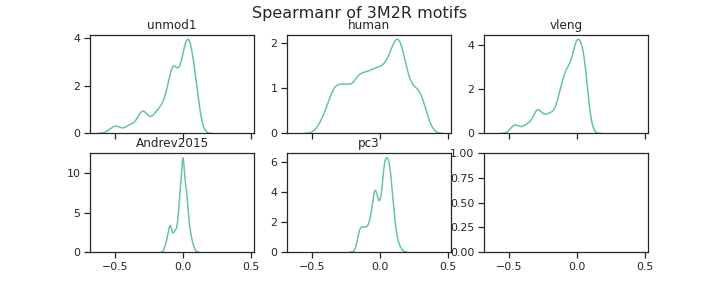 Spearmanr of 3M2R motifs
unmod1 human vleng
4 2 0
2 1 0
4 2 0
Andrev2015 pc3
10 5 0
6 4 2 0
1.00 0.75 0.50 0.25 0.00
−0.5 0.0 0.5 −0.5 0.0 0.5 −0.5 0.0 0.5